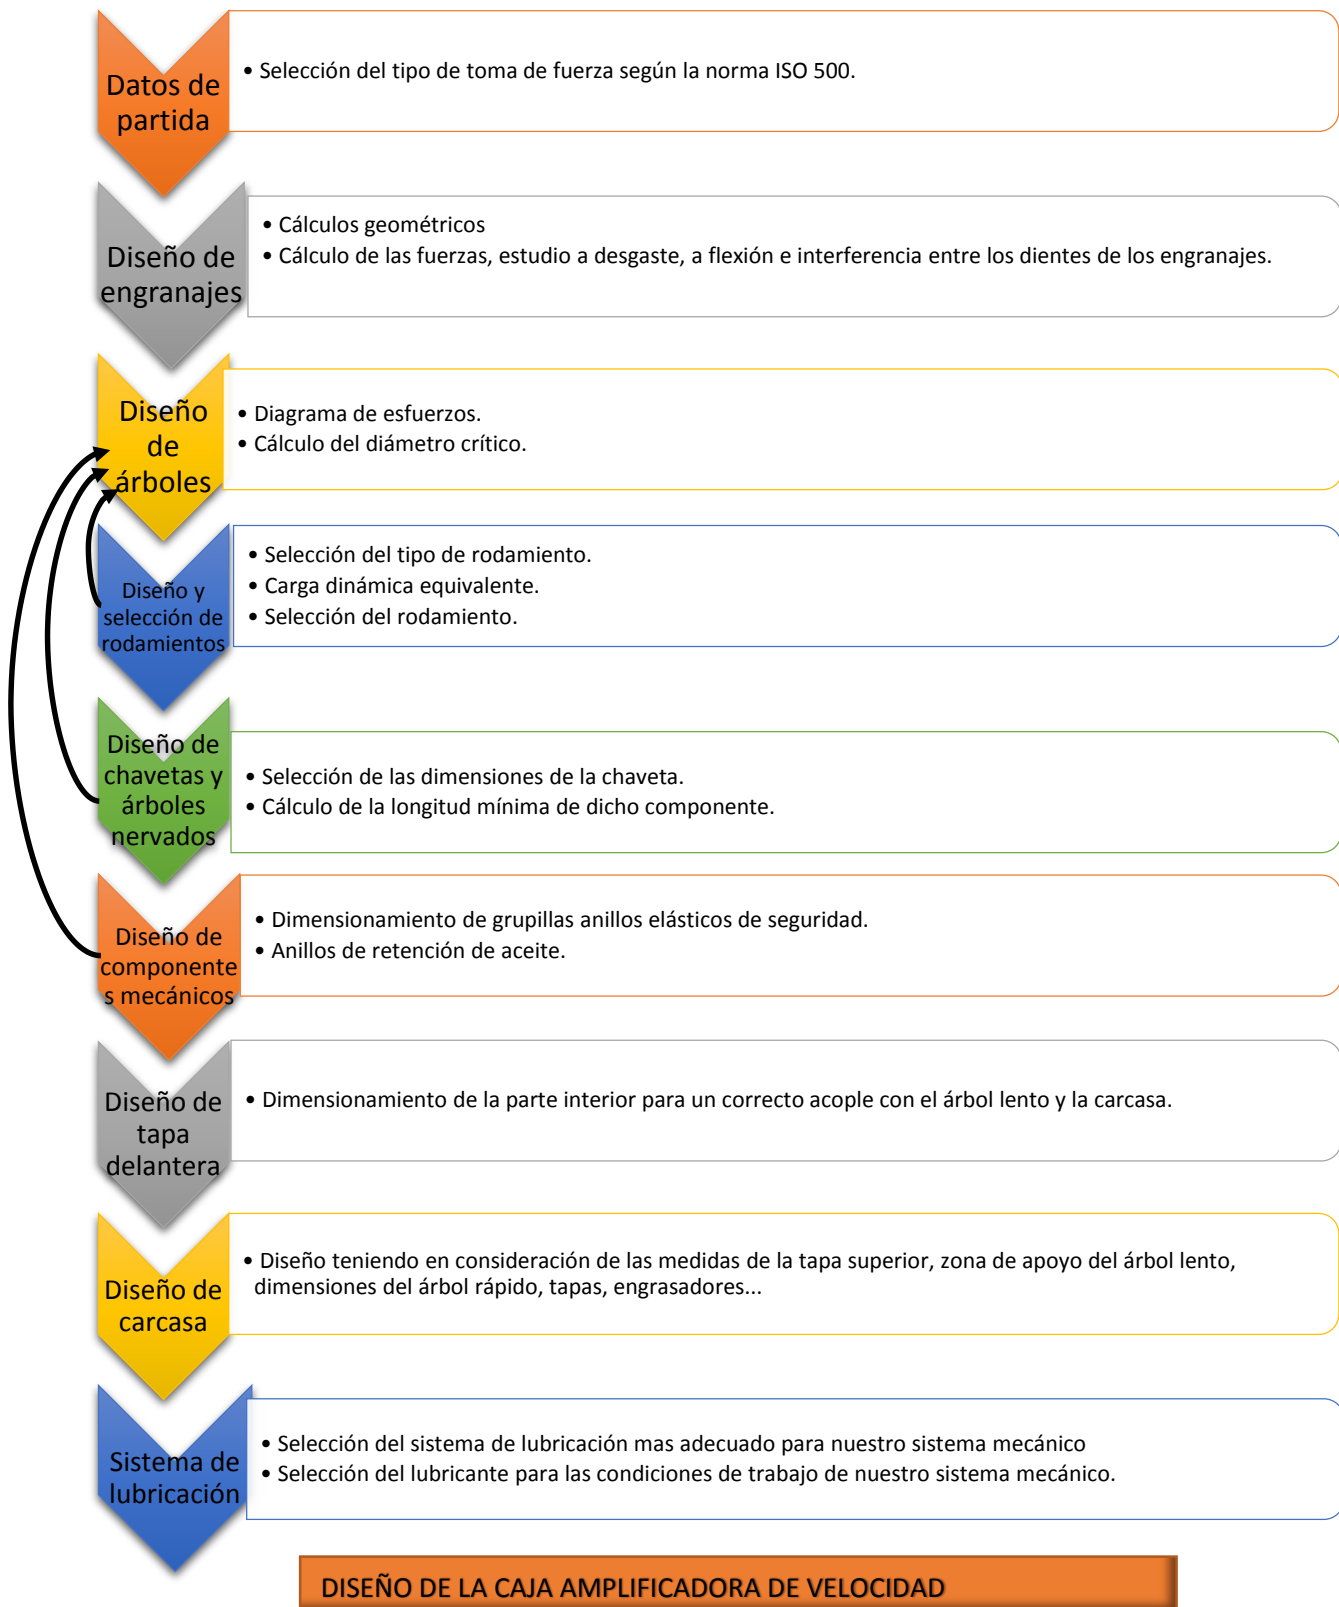 Datos de
partida
• Selección del tipo de toma de fuerza según la norma ISO 500.
Diseño de
engranajes
• Cálculos geométricos
• Cálculo de las fuerzas, estudio a desgaste, a flexión e interferencia entre los dientes de los engranajes.
Diseño
de
árboles
• Diagrama de esfuerzos.
• Cálculo del diámetro crítico.
Diseño y
selección de
rodamientos
• Selección del tipo de rodamiento.
• Carga dinámica equivalente.
• Selección del rodamiento.
Diseño de
chavetas y
árboles
nervados
• Selección de las dimensiones de la chaveta.
• Cálculo de la longitud mínima de dicho componente.
Diseño de
componente
s mecánicos
• Dimensionamiento de grupillas anillos elásticos de seguridad.
• Anillos de retención de aceite.
Diseño de
tapa
delantera
• Dimensionamiento de la parte interior para un correcto acople con el árbol lento y la carcasa.
Diseño de
carcasa
• Diseño teniendo en consideración de las medidas de la tapa superior, zona de apoyo del árbol lento,
dimensiones del árbol rápido, tapas, engrasadores...
Sistema de
lubricación
• Selección del sistema de lubricación mas adecuado para nuestro sistema mecánico
• Selección del lubricante para las condiciones de trabajo de nuestro sistema mecánico.
DISEÑO DE LA CAJA AMPLIFICADORA DE VELOCIDAD